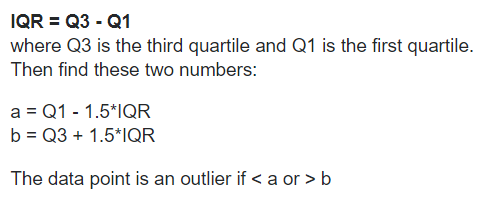 IQR = Q3 - Q1
where Q3 is the third quartile and Q1 is the first quartile.
Then find these two numbers:
a = Q1 - 1.5*IQR
b = Q3 + 1.5*IQR
The data point is an outlier if < a or > b